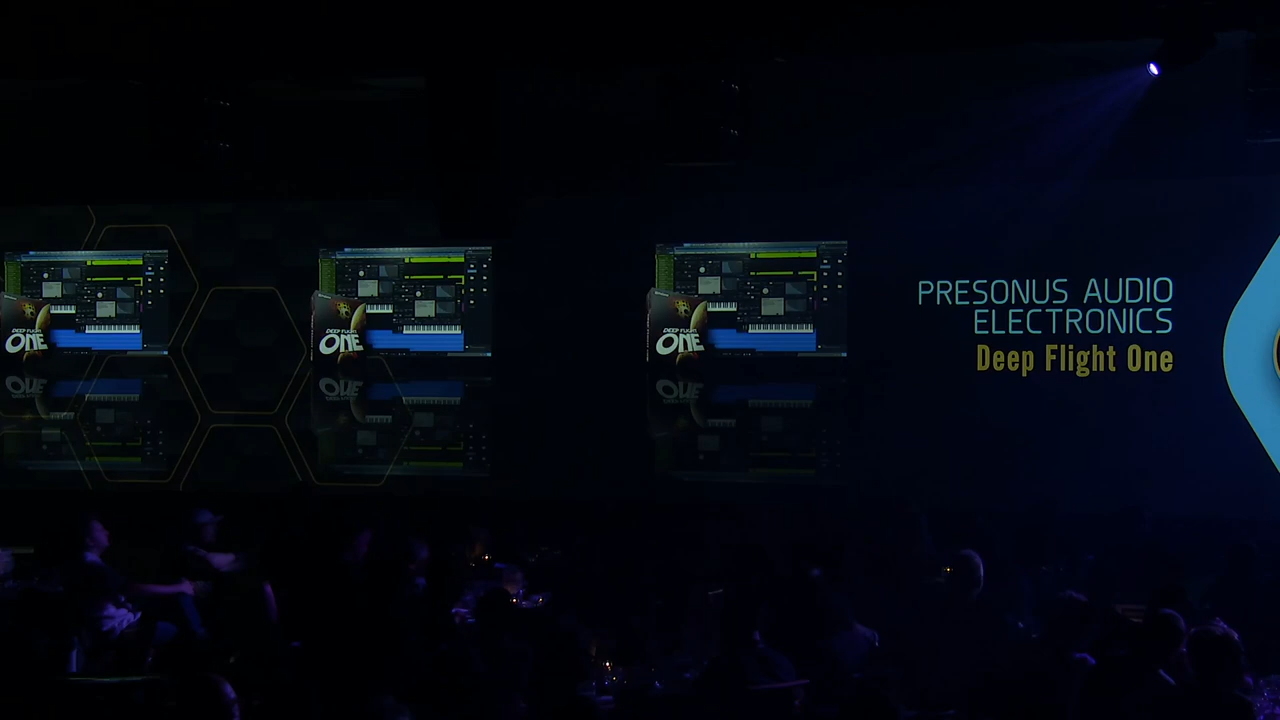 DEEP FLIGHT
ONE
DEEP FLIGHT
ONE
DEEP FLIGHT
ONE
PRESONUS AUDIO
ELECTRONICS
Deep Flight One